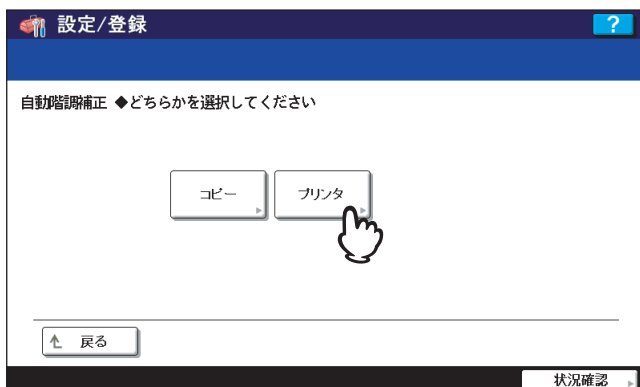 設定/登録
?
自動階調補正 ◆どちらかを選択してください
コピー
プリンタ
戻る
状況確認